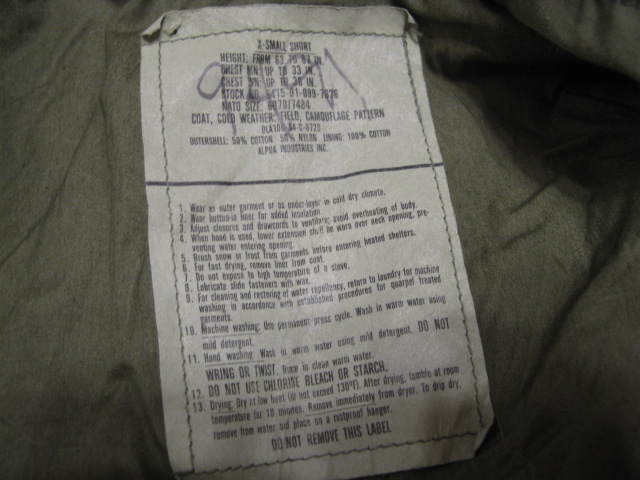 X-SMALL SHORT
HEIGHT: FROM 63 TO 67 IN.
CHEST MN: UP TO 33 IN.
CHEST UP TO 36 IN.
STOCK NO. 8415-01-099-7826
NATO SIZE: 6070/7484
COAT, COLD WEATHER, FIELD, CAMOUFLAGE PATTERN
OUTERSHELL: 50% COTTON 50% NYLON LINING: 100% COTTON
ALPHA INDUSTRIES INC.
1. Wear as outer garment or as under-layer in cold dry climate.
2. Wear button-in liner for added insulation.
3. Adjust closures and drawcords to ventilate; avoid overheating of body.
4. When hood is used, lower extension shall be worn over neck opening, pre-
venting water entering opening.
5. Brush snow or frost from garments before entering heated shelters.
6. For fast drying, remove liner from coat.
7. Do not expose to high temperature of a stove.
8. Lubricate slide fasteners with wax.
9. For cleaning and restoring of water repellency, return to laundry for machine
washing in accordance with established procedures for quarpel treated
garments.
10. Machine washing: Use permanent press cycle. Wash in warm water using
mild detergent.
11. Hand washing: Wash in warm water using mild detergent. DO NOT
WRING OR TWIST. Rinse in clean warm water.
12. DO NOT USE CHLORINE BLEACH OR STARCH.
13. Drying: Dry at low heat (do not exceed 130°F). After drying, tumble at room
temperature for 10 minutes. Remove immediately from dryer. To drip dry,
remove from water and place on a rustproof hanger.
DO NOT REMOVE THIS LABEL